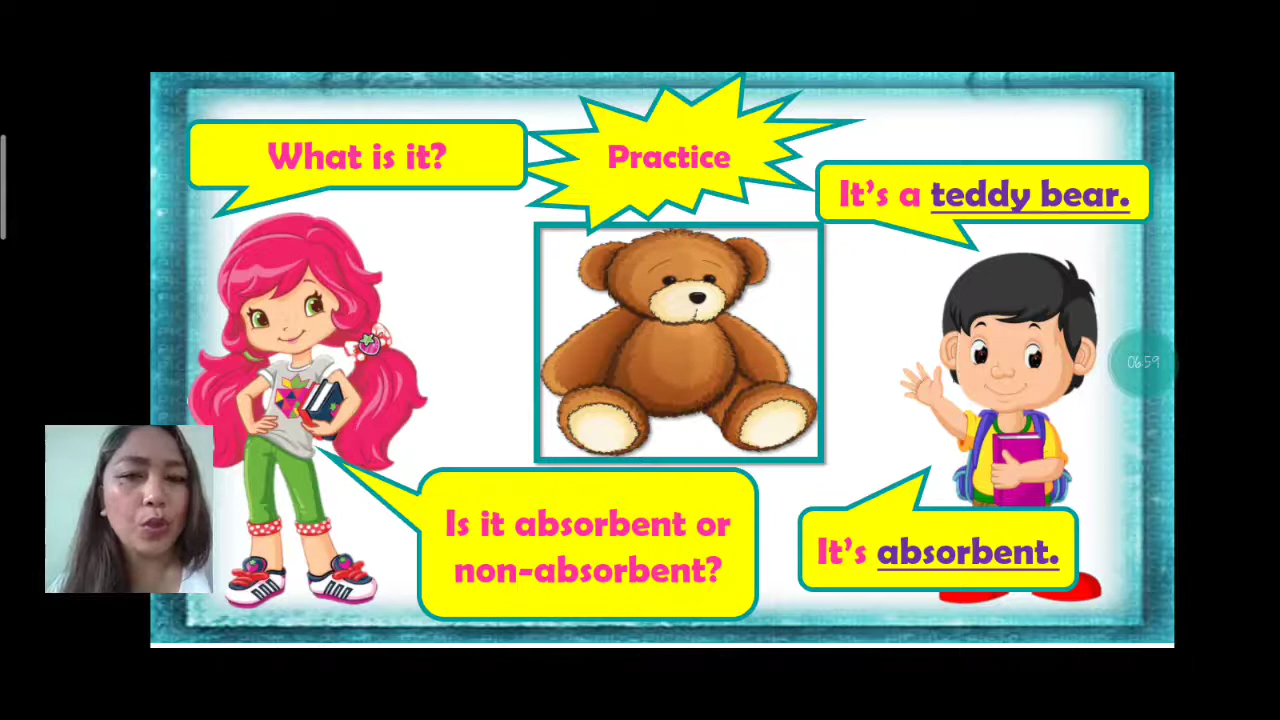 What is it?
Practice
It's a teddy bear.
Is it absorbent or
non-absorbent?
It's absorbent.
06:59